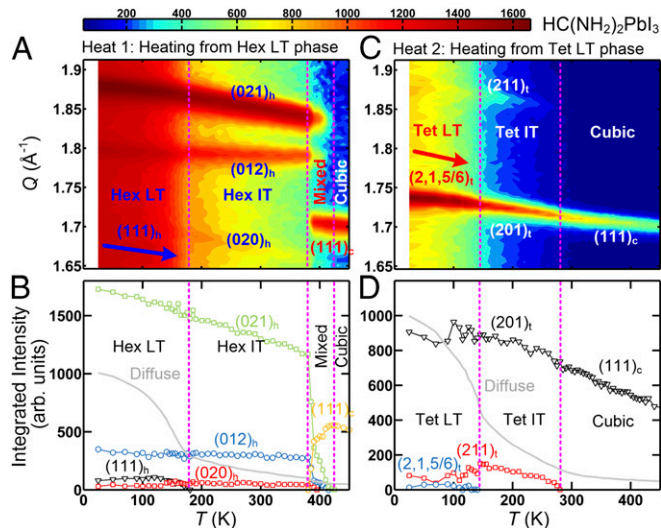 200 400 600 800 1000 1200 1400 1600
HC(NH₂)₂PbI₃
A Heat 1: Heating from Hex LT phase
C Heat 2: Heating from Tet LT phase
Q (Å⁻¹)
1.9
1.85
1.8
1.75
1.7
1.65
(021)ₕ
(012)ₕ
Hex LT
Hex IT
Mixed
Cubic
(111)ₕ
(020)ₕ
(111)c
1.9
1.8
1.7
1.66
(211)ₜ
Tet LT
Tet IT
Cubic
(2,1,5/6)ₜ
(201)ₜ
(111)c
B
Integrated Intensity
(arb. units)
1500
1000
500
0
(021)ₕ
Hex LT
Hex IT
Mixed
Cubic
Diffuse
(111)
(012)ₕ
(111)ₕ
(020)ₕ
0 100 200 300 400
T (K)
D
1000
800
600
400
200
0
(201)ₜ
(111)c
Diffuse
Tet LT
Tet IT
Cubic
(2,1,5/6)ₜ
(211)ₜ
0 100 200 300 400
T (K)